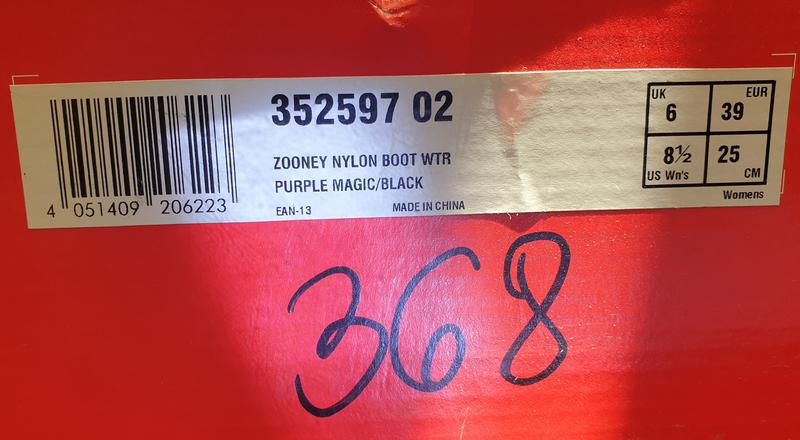 352597 02
ZOONEY NYLON BOOT WTR
PURPLE MAGIC/BLACK
EAN-13 MADE IN CHINA
4 051409 206223
UK 6 EUR 39
8½ US Wn's 25 CM
Womens
368